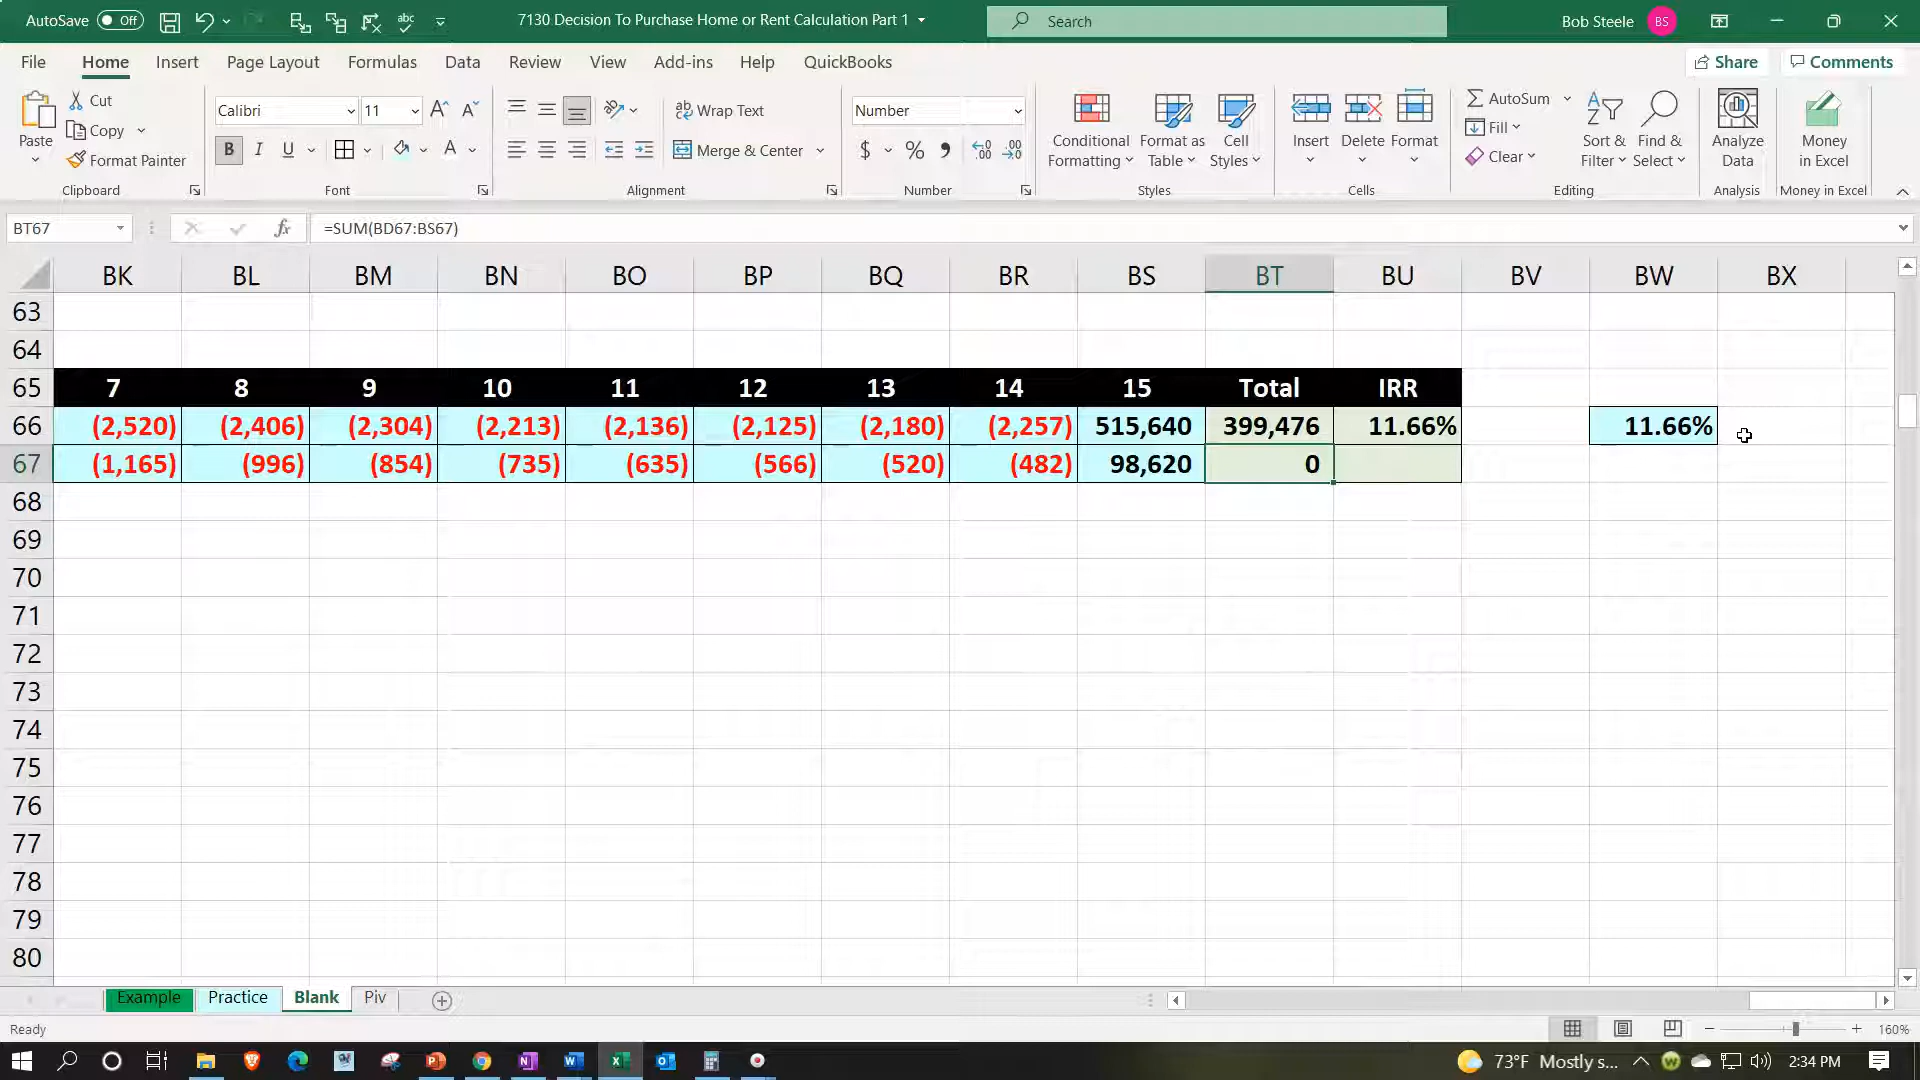 AutoSave Off 7130 Decision To Purchase Home or Rent Calculation Part 1 Search Bob Steele BS
File Home Insert Page Layout Formulas Data Review View Add-ins Help QuickBooks Share Comments
Paste Cut Copy Format Painter Clipboard
Calibri 11 B I U A Font
ab Wrap Text Merge & Center Alignment
Number $ % Number
Conditional Formatting Format as Table Cell Styles Styles
Insert Delete Format Cells
AutoSum Fill Clear Sort & Filter Find & Select Editing
Analyze Data Analysis
Money in Excel Money in Excel
BT67 fx =SUM(BD67:BS67)
BK BL BM BN BO BP BQ BR BS BT BU BV BW BX
63
64
65 7 8 9 10 11 12 13 14 15 Total IRR
66 (2,520) (2,406) (2,304) (2,213) (2,136) (2,125) (2,180) (2,257) 515,640 399,476 11.66% 11.66%
67 (1,165) (996) (854) (735) (635) (566) (520) (482) 98,620 0
68
69
70
71
72
73
74
75
76
77
78
79
80
Example Practice Blank Piv
Ready 160%
73°F Mostly s... 2:34 PM